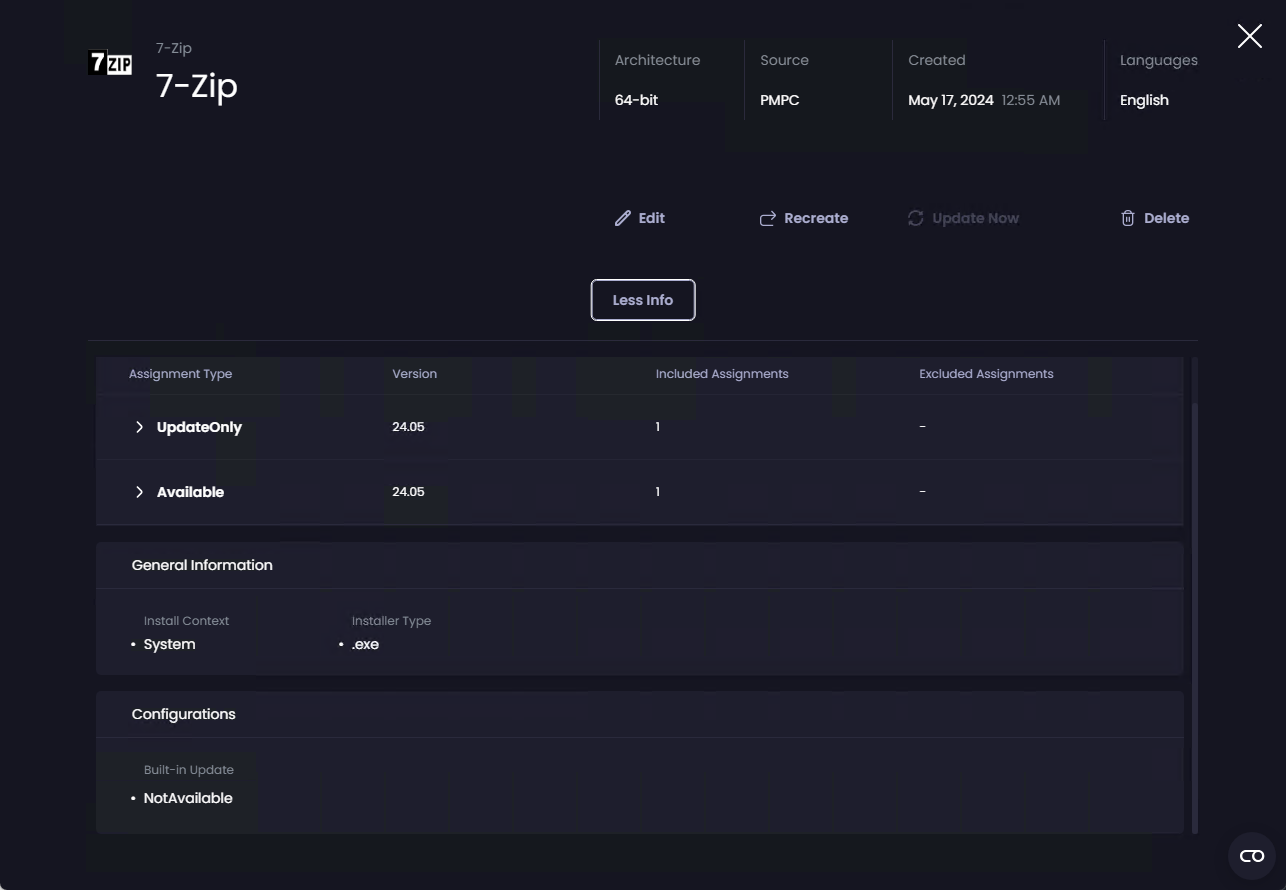 7ZIP
7-Zip
7-Zip
Architecture
64-bit
Source
PMPC
Created
May 17, 2024 12:55 AM
Languages
English
Edit
Recreate
Update Now
Delete
Less Info
Assignment Type Version Included Assignments Excluded Assignments
UpdateOnly 24.05 1 -
Available 24.05 1 -
General Information
Install Context Installer Type
• System • .exe
Configurations
Built-in Update
• NotAvailable